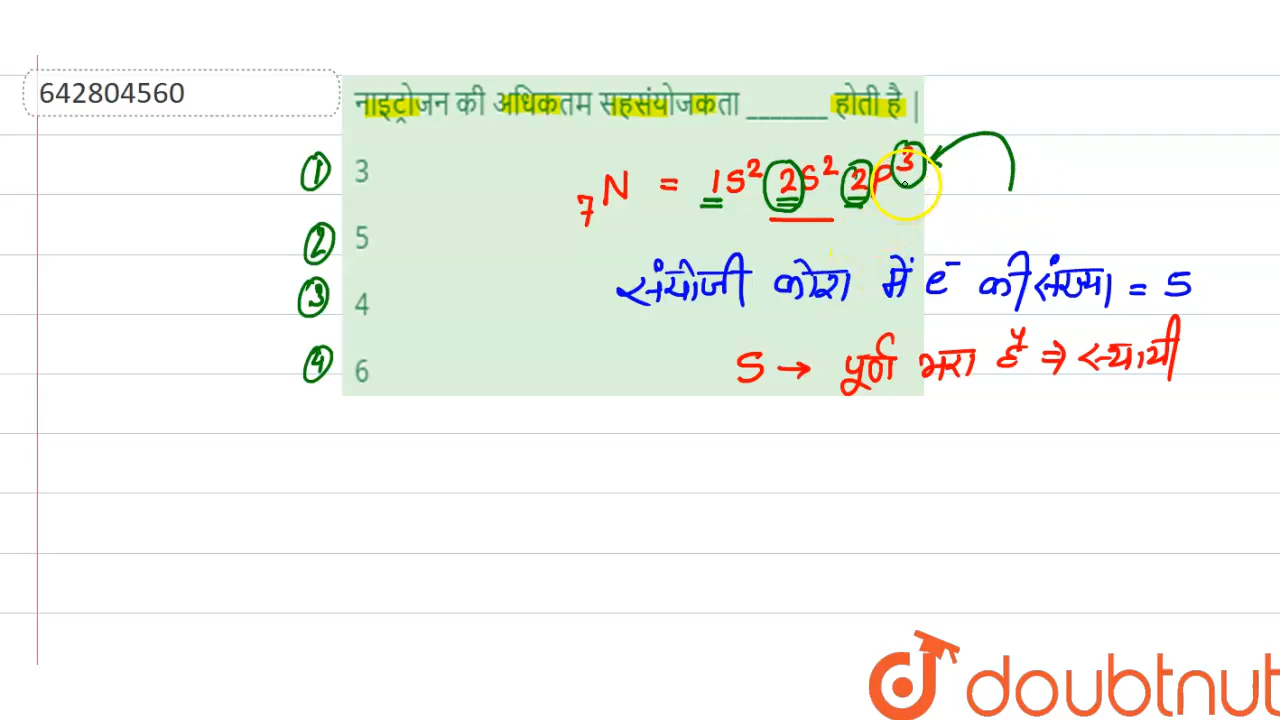 642804560
नाइट्रोजन की अधिकतम सहसंयोजकता _______ होती है |
① 3
② 5
③ 4
④ 6
₇N = 1s² 2s² 2p³
संयोजी कोश में e⁻ की संख्या = 5
S → पूर्ण भरा है ⇒ स्थायी
doubtnut